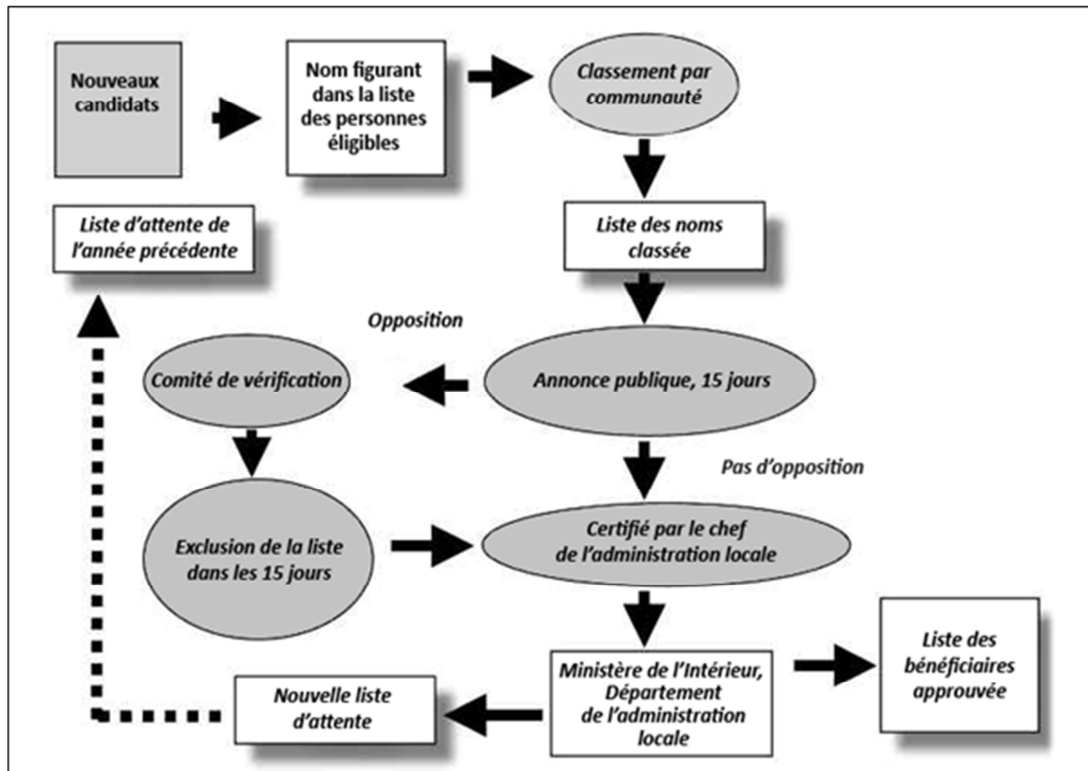 Nouveaux
candidats
Nom figurant
dans la liste
des personnes
éligibles
Classement par
communauté
Liste d'attente de
l'année précédente
Liste des noms
classée
Opposition
Comité de vérification
Annonce publique, 15 jours
Pas d'opposition
Exclusion de la liste
dans les 15 jours
Certifié par le chef
de l'administration locale
Ministère de l'Intérieur,
Département
de l'administration
locale
Liste des
bénéficiaires
approuvée
Nouvelle liste
d'attente